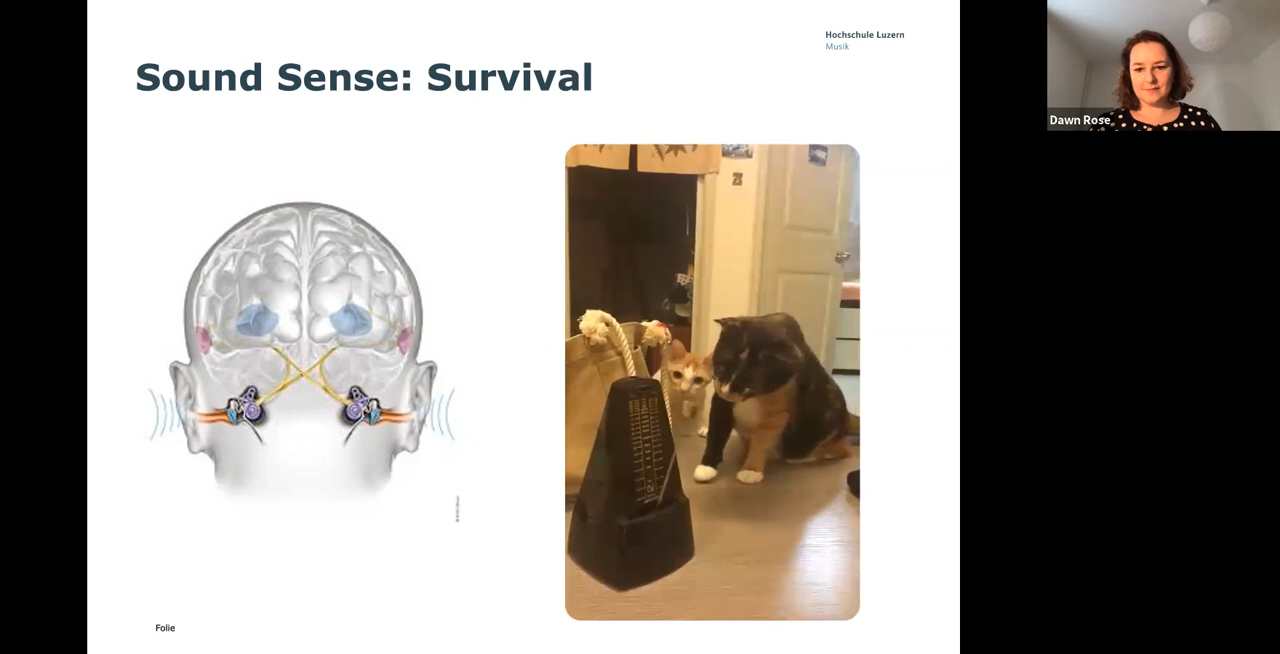 Hochschule Luzern
Musik
Sound Sense: Survival
Dawn Rose
Folie